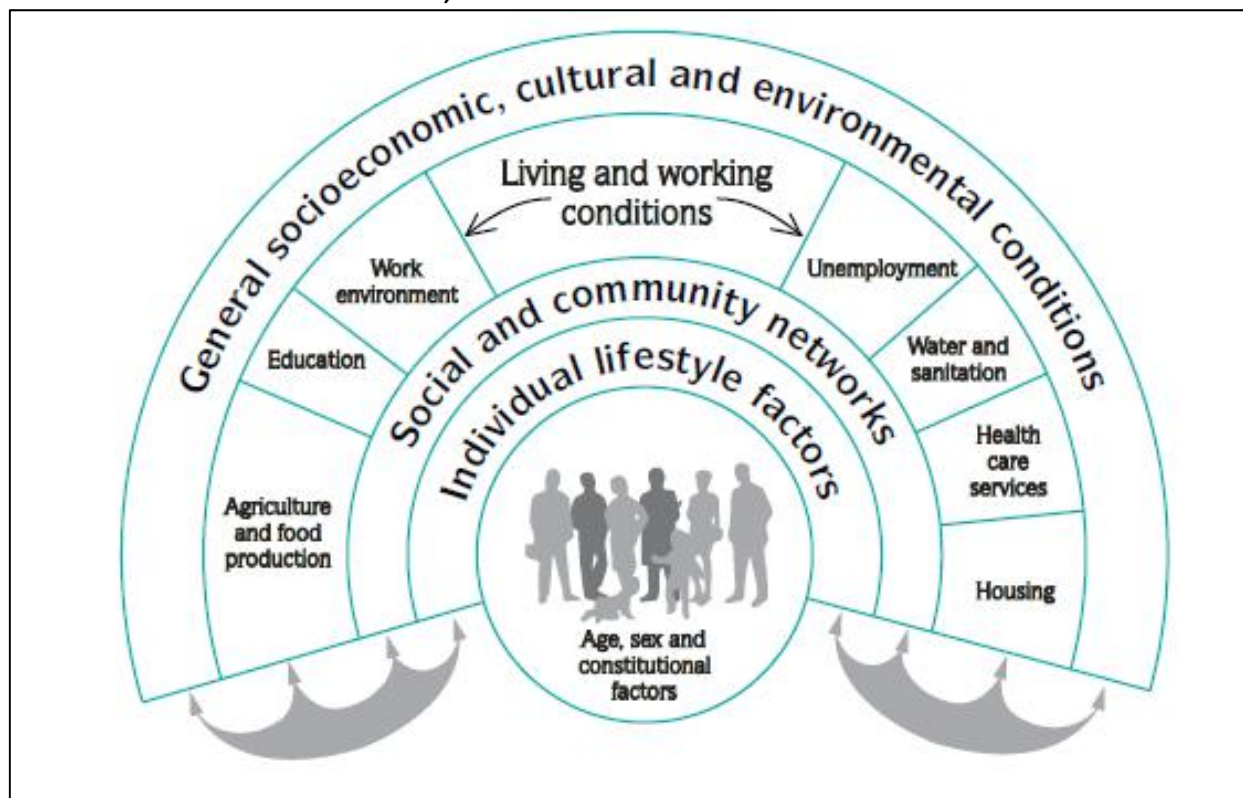 General socioeconomic, cultural and environmental conditions
Living and working
conditions
Work
environment
Unemployment
Education
Water and
sanitation
Agriculture
and food
production
Health
care
services
Housing
Social and community networks
Individual lifestyle factors
Age, sex and
constitutional
factors